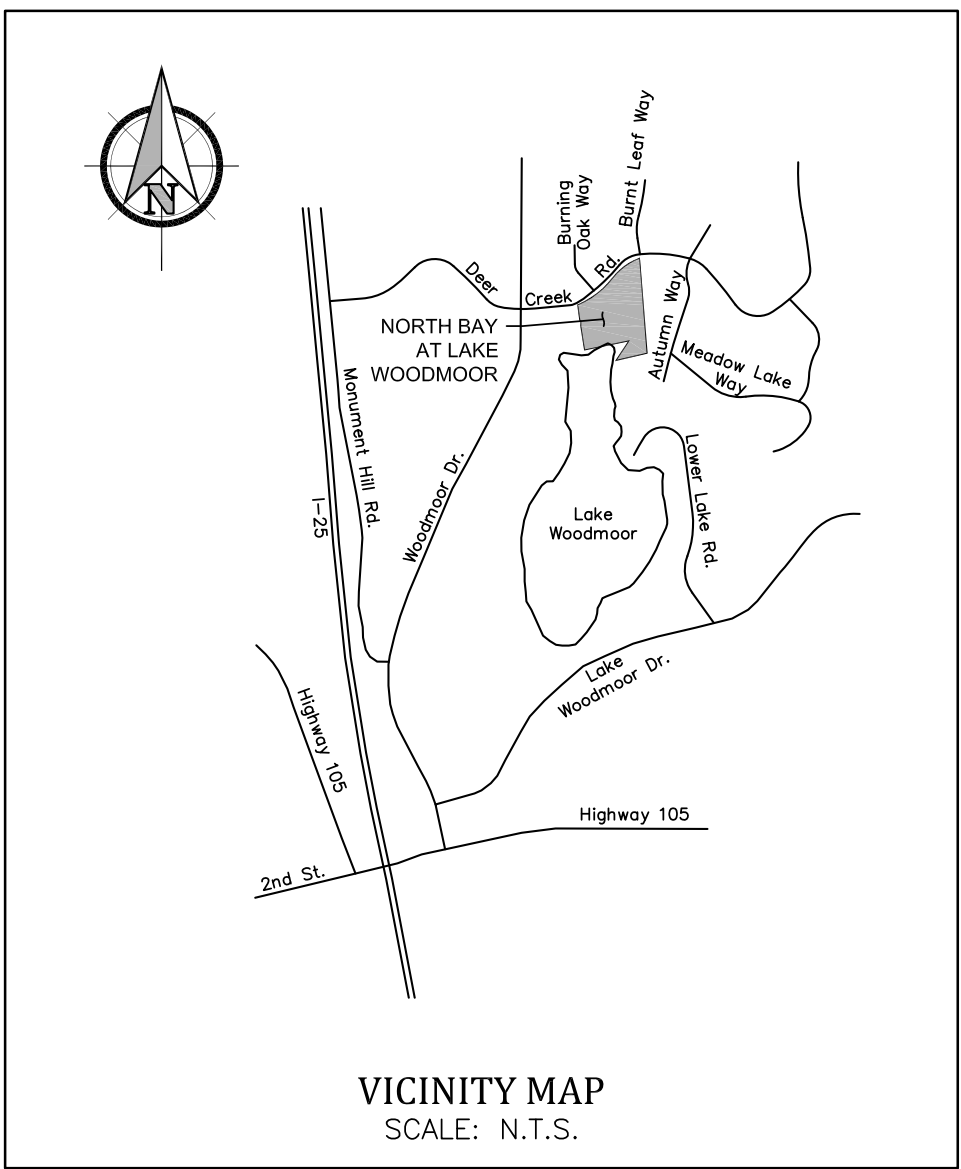 N
Burnt Leaf Way
Burning
Oak Way
Deer
Creek
Rd.
NORTH BAY
AT LAKE
WOODMOOR
Autumn Way
Meadow Lake
Way
Monument Hill Rd.
Woodmoor Dr.
I-25
Lake
Woodmoor
Lower Lake Rd.
Lake
Woodmoor Dr.
Highway 105
Highway 105
2nd St.
VICINITY MAP
SCALE: N.T.S.